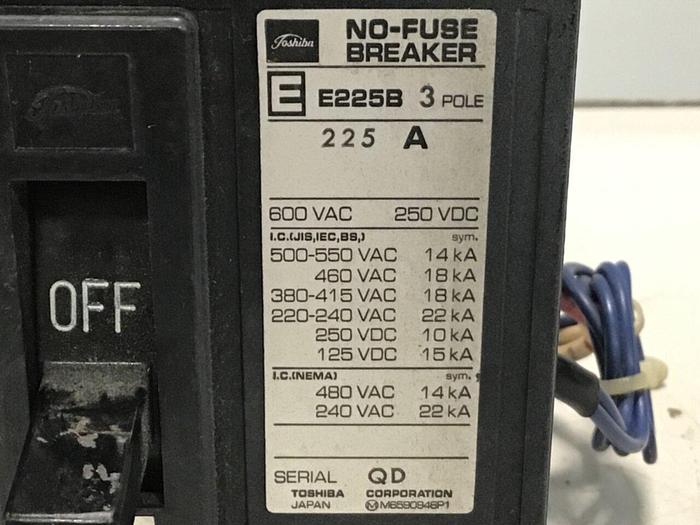 Toshiba
NO-FUSE
BREAKER
E E225B 3 POLE
225 A
600 VAC 250 VDC
I.C.(JIS,IEC,BS,) sym.
500-550 VAC 14 kA
460 VAC 18 kA
380-415 VAC 18 kA
220-240 VAC 22 kA
250 VDC 10 kA
125 VDC 15 kA
I.C.(NEMA) sym.
480 VAC 14 kA
240 VAC 22 kA
SERIAL QD
TOSHIBA CORPORATION
JAPAN Ⓜ M6590946P1
Toshiba
OFF